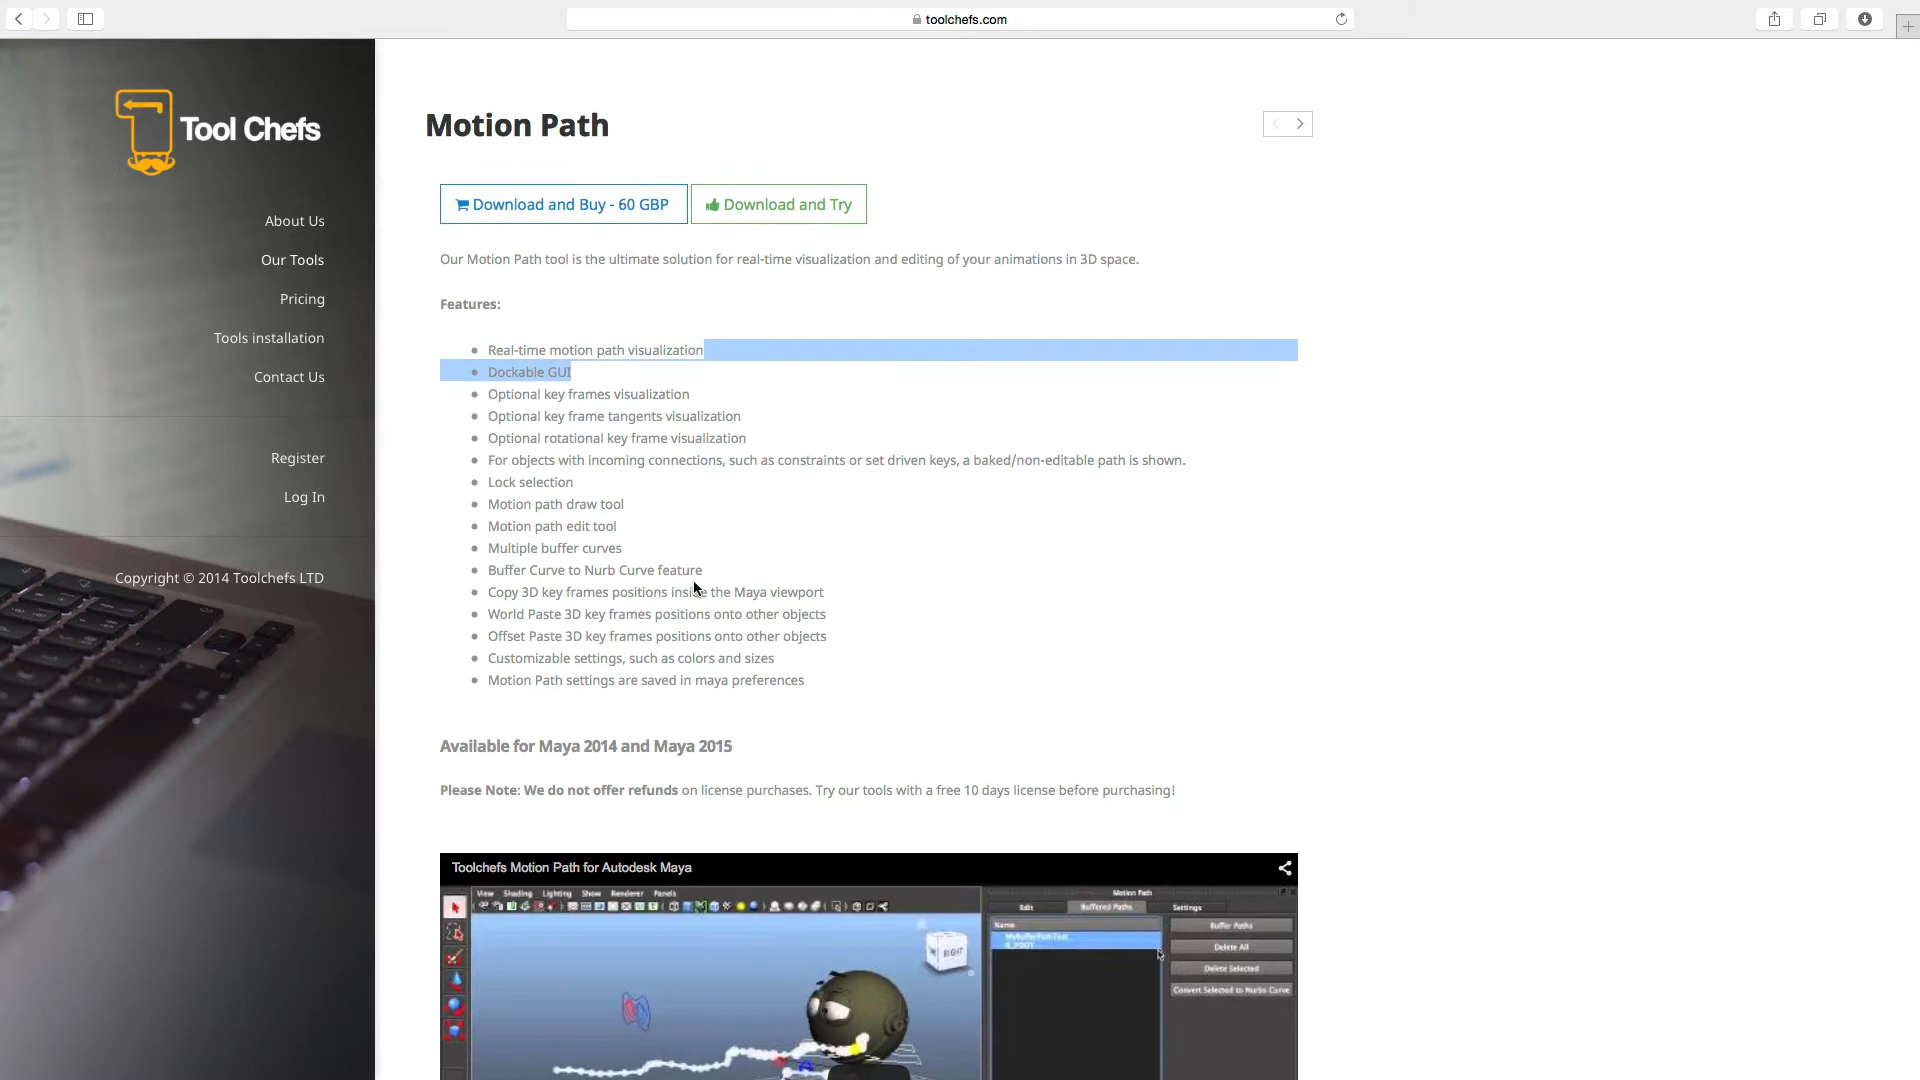 toolchefs.com
Tool Chefs
About Us
Our Tools
Pricing
Tools installation
Contact Us
Register
Log In
Copyright © 2014 Toolchefs LTD
Motion Path
Download and Buy - 60 GBP
Download and Try
Our Motion Path tool is the ultimate solution for real-time visualization and editing of your animations in 3D space.
Features:
Real-time motion path visualization
Dockable GUI
Optional key frames visualization
Optional key frame tangents visualization
Optional rotational key frame visualization
For objects with incoming connections, such as constraints or set driven keys, a baked/non-editable path is shown.
Lock selection
Motion path draw tool
Motion path edit tool
Multiple buffer curves
Buffer Curve to Nurb Curve feature
Copy 3D key frames positions inside the Maya viewport
World Paste 3D key frames positions onto other objects
Offset Paste 3D key frames positions onto other objects
Customizable settings, such as colors and sizes
Motion Path settings are saved in maya preferences
Available for Maya 2014 and Maya 2015
Please Note: We do not offer refunds on license purchases. Try our tools with a free 10 days license before purchasing!
Toolchefs Motion Path for Autodesk Maya
View Shading Lighting Show Renderer Panels
Motion Path
Edit Buffered Paths Settings
Name
Buffer Paths
Delete All
Delete Selected
Convert Selected to Nurbs Curve
RIGHT